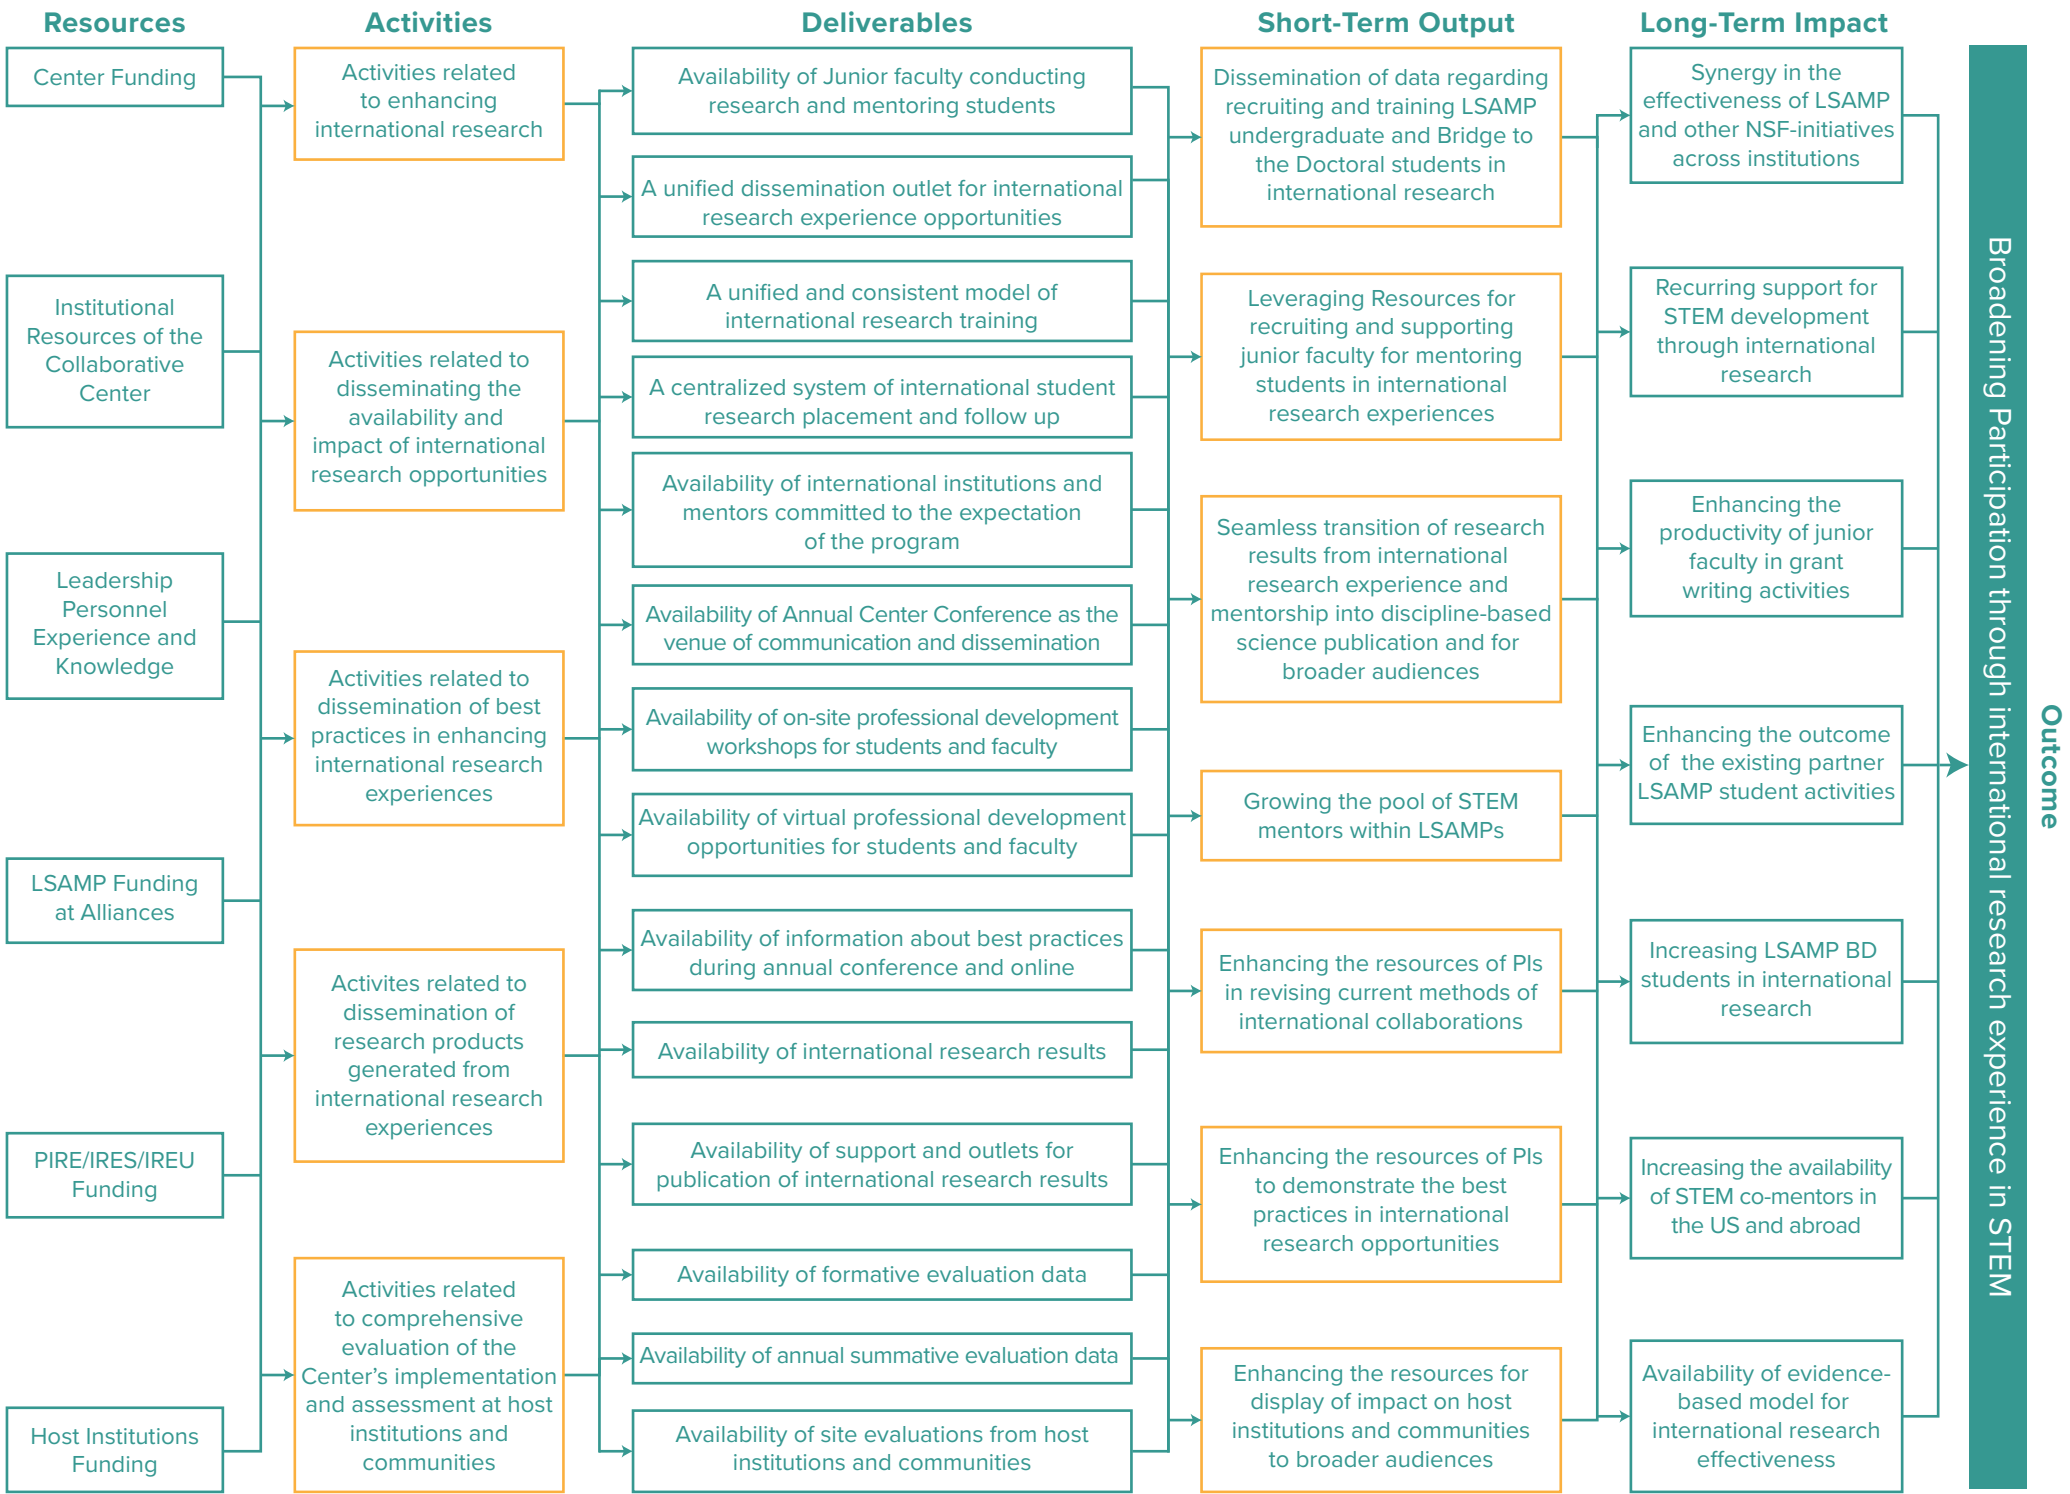 Resources
Center Funding
Institutional
Resources of the
Collaborative
Center
Leadership
Personnel
Experience and
Knowledge
LSAMP Funding
at Alliances
PIRE/IRES/IREU
Funding
Host Institutions
Funding
Activities
Activities related
to enhancing
international research
Activities related to
disseminating the
availability and
impact of international
research opportunities
Activities related to
dissemination of best
practices in enhancing
international research
experiences
Activites related to
dissemination of
research products
generated from
international research
experiences
Activities related
to comprehensive
evaluation of the
Center's implementation
and assessment at host
institutions and
communities
Deliverables
Availability of Junior faculty conducting
research and mentoring students
A unified dissemination outlet for international
research experience opportunities
A unified and consistent model of
international research training
A centralized system of international student
research placement and follow up
Availability of international institutions and
mentors committed to the expectation
of the program
Availability of Annual Center Conference as the
venue of communication and dissemination
Availability of on-site professional development
workshops for students and faculty
Availability of virtual professional development
opportunities for students and faculty
Availability of information about best practices
during annual conference and online
Availability of international research results
Availability of support and outlets for
publication of international research results
Availability of formative evaluation data
Availability of annual summative evaluation data
Availability of site evaluations from host
institutions and communities
Short-Term Output
Dissemination of data regarding
recruiting and training LSAMP
undergraduate and Bridge to
the Doctoral students in
international research
Leveraging Resources for
recruiting and supporting
junior faculty for mentoring
students in international
research experiences
Seamless transition of research
results from international
research experience and
mentorship into discipline-based
science publication and for
broader audiences
Growing the pool of STEM
mentors within LSAMPs
Enhancing the resources of PIs
in revising current methods of
international collaborations
Enhancing the resources of PIs
to demonstrate the best
practices in international
research opportunities
Enhancing the resources for
display of impact on host
institutions and communities
to broader audiences
Long-Term Impact
Synergy in the
effectiveness of LSAMP
and other NSF-initiatives
across institutions
Recurring support for
STEM development
through international
research
Enhancing the
productivity of junior
faculty in grant
writing activities
Enhancing the outcome
of the existing partner
LSAMP student activities
Increasing LSAMP BD
students in international
research
Increasing the availability
of STEM co-mentors in
the US and abroad
Availability of evidence-
based model for
international research
effectiveness
Broadening Participation through international research experience in STEM
Outcome